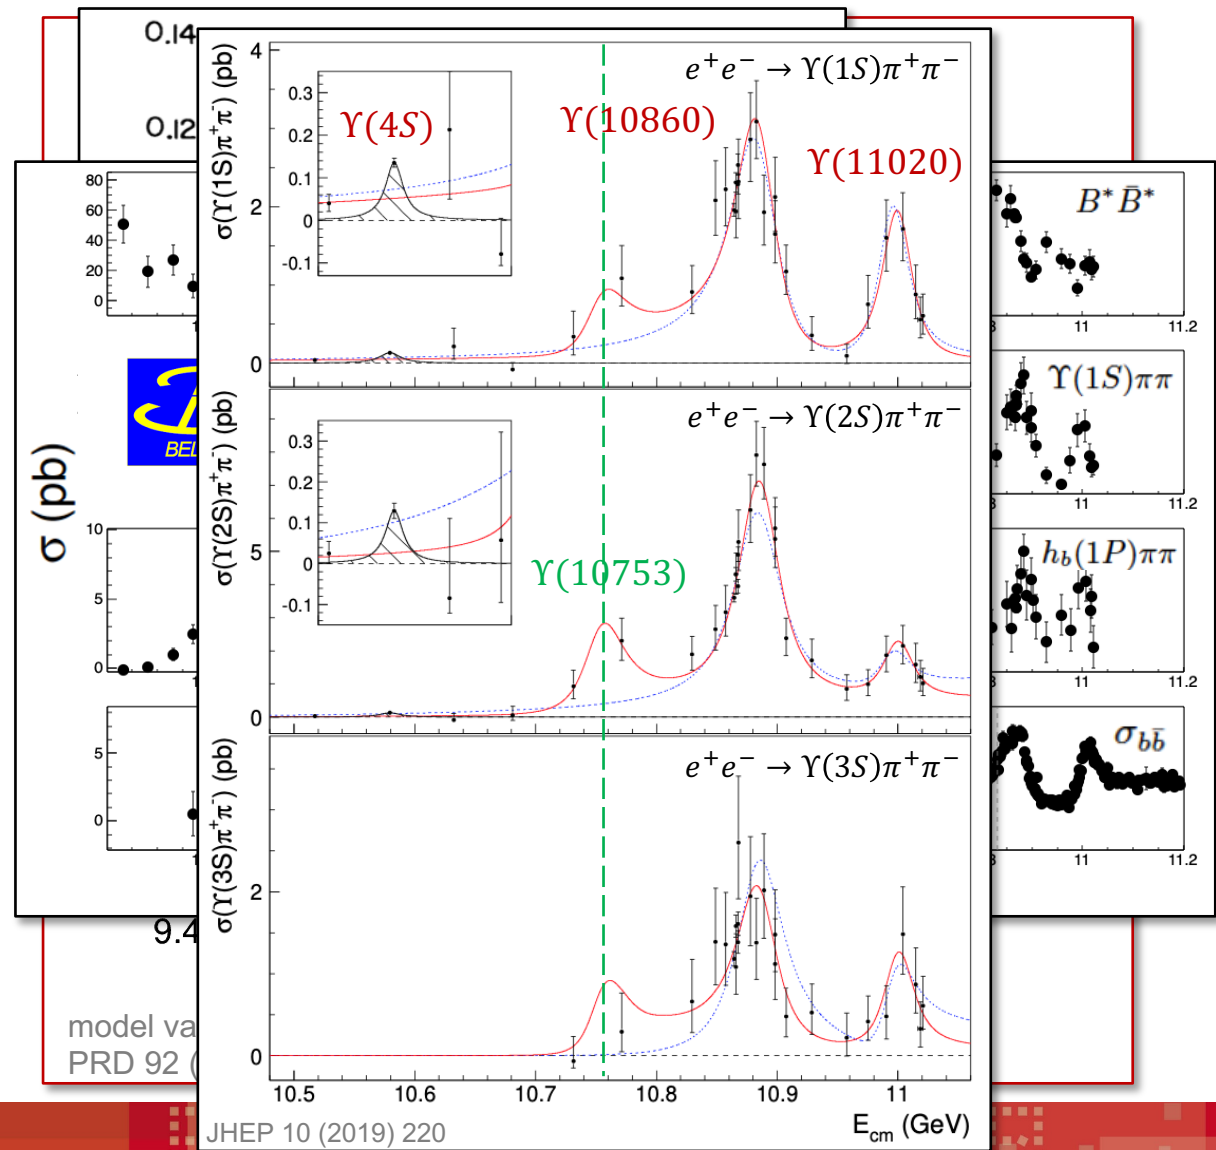 0.14
0.12
4
2
0
σ(Υ(1S)π⁺π⁻) (pb)
e⁺e⁻ → Υ(1S)π⁺π⁻
0.3
0.2
0.1
0
-0.1
Υ(4S)
Υ(10860)
Υ(11020)
80
60
40
20
0
B* B̄*
11
11.2
σ (pb)
BEL
Υ(1S)ππ
11
11.2
5
0
σ(Υ(2S)π⁺π⁻) (pb)
e⁺e⁻ → Υ(2S)π⁺π⁻
0.3
0.2
0.1
0
-0.1
Υ(10753)
10
5
0
h_b(1P)ππ
11
11.2
5
0
σ_{bb̄}
11
11.2
2
0
σ(Υ(3S)π⁺π⁻) (pb)
e⁺e⁻ → Υ(3S)π⁺π⁻
10.5 10.6 10.7 10.8 10.9 11
E_cm (GeV)
9.4
model va
PRD 92 (
JHEP 10 (2019) 220